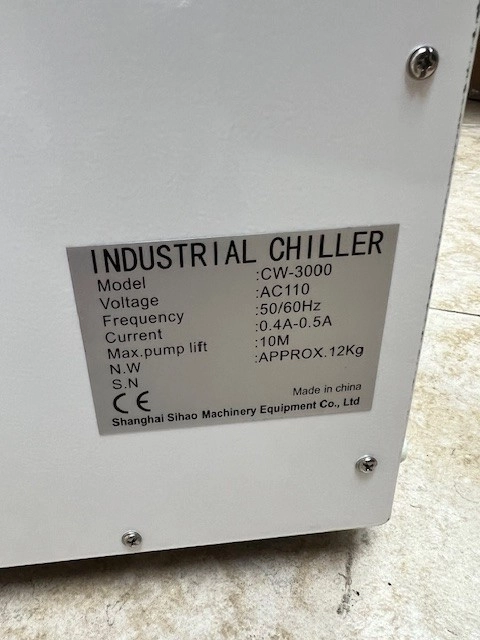 INDUSTRIAL CHILLER
Model :CW-3000
Voltage :AC110
Frequency :50/60Hz
Current :0.4A-0.5A
Max.pump lift :10M
N.W :APPROX.12Kg
S.N
CE Made in china
Shanghai Sihao Machinery Equipment Co., Ltd